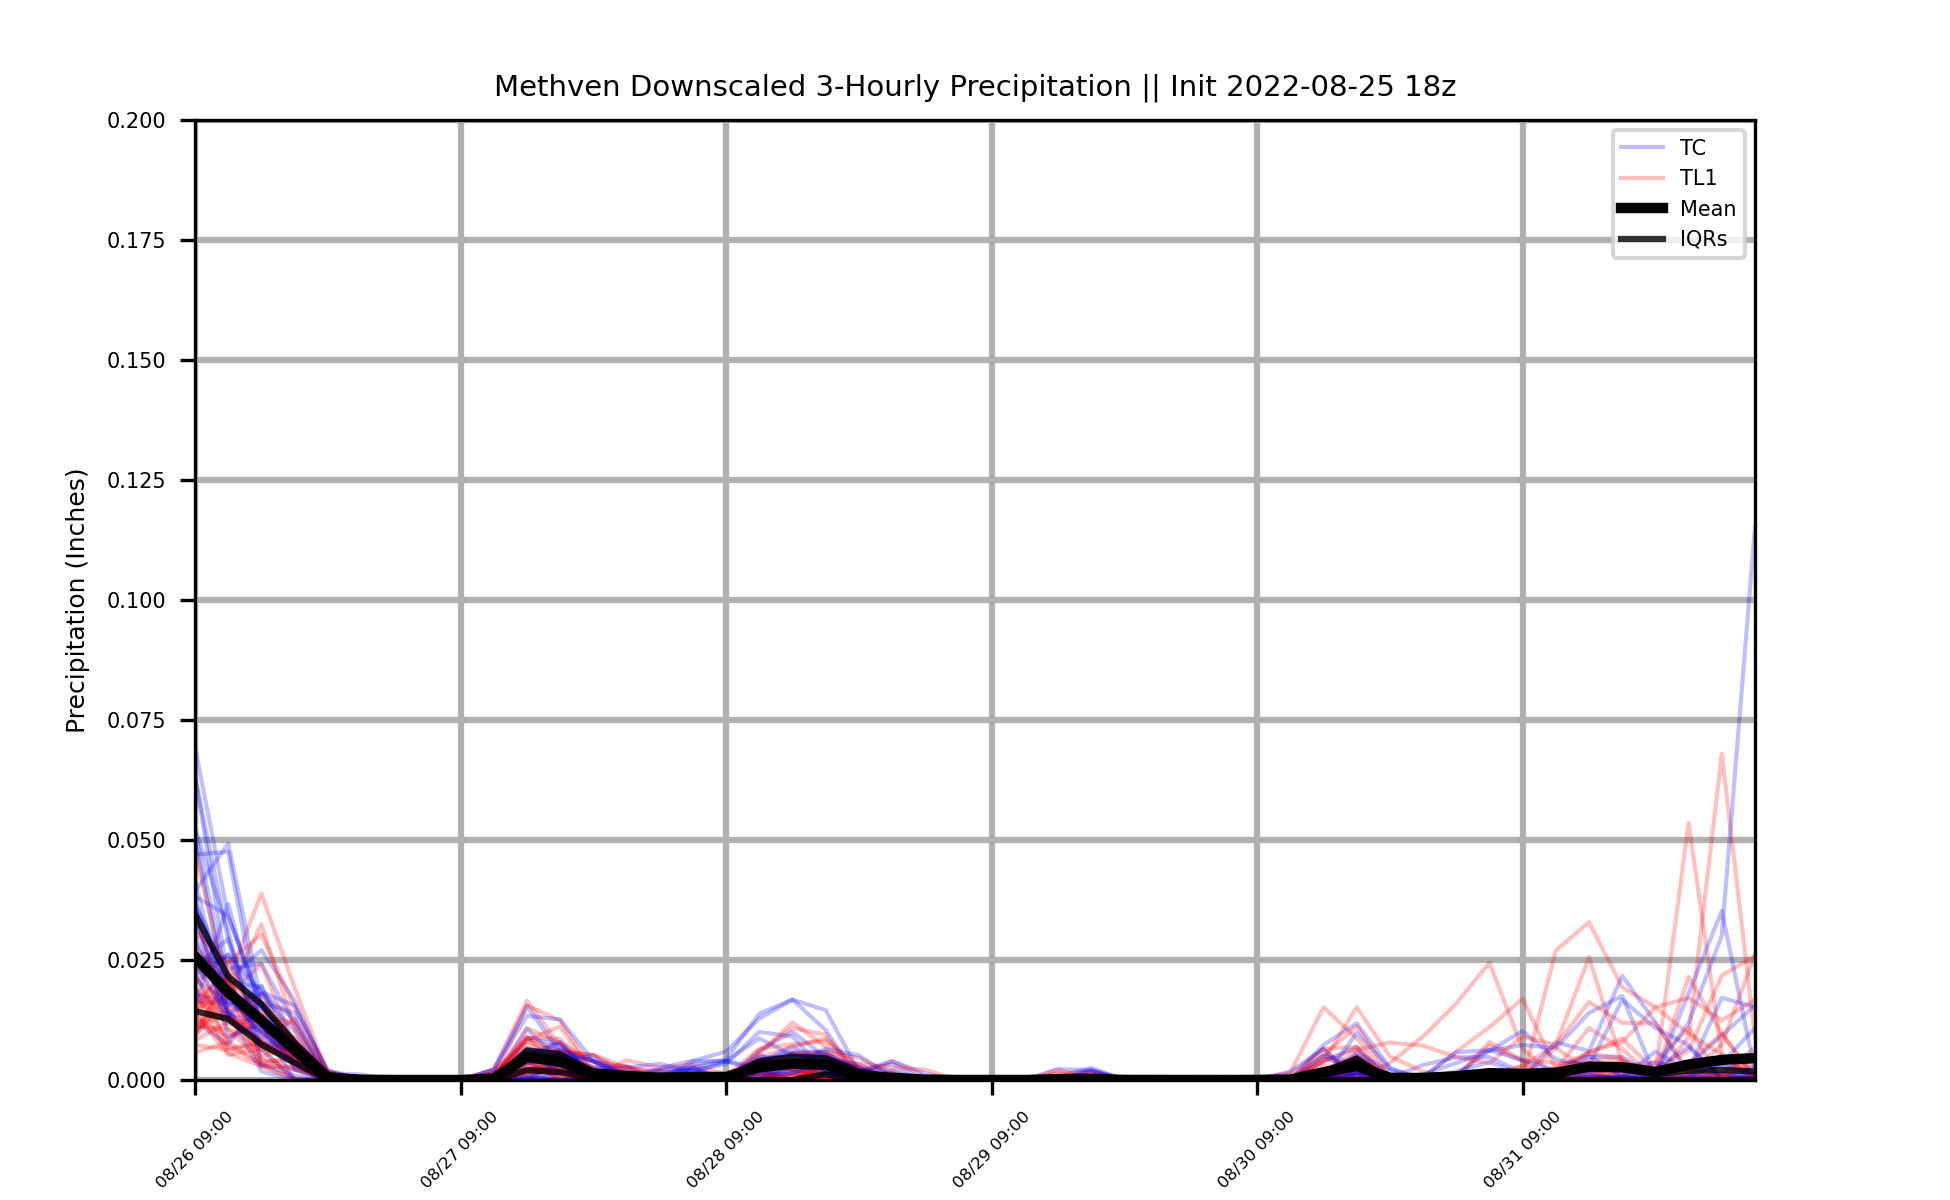 Methven Downscaled 3-Hourly Precipitation || Init 2022-08-25 18z
Precipitation (Inches)
0.200
0.175
0.150
0.125
0.100
0.075
0.050
0.025
0.000
TC
TL1
Mean
IQRs
08/26 09:00
08/27 09:00
08/28 09:00
08/29 09:00
08/30 09:00
08/31 09:00